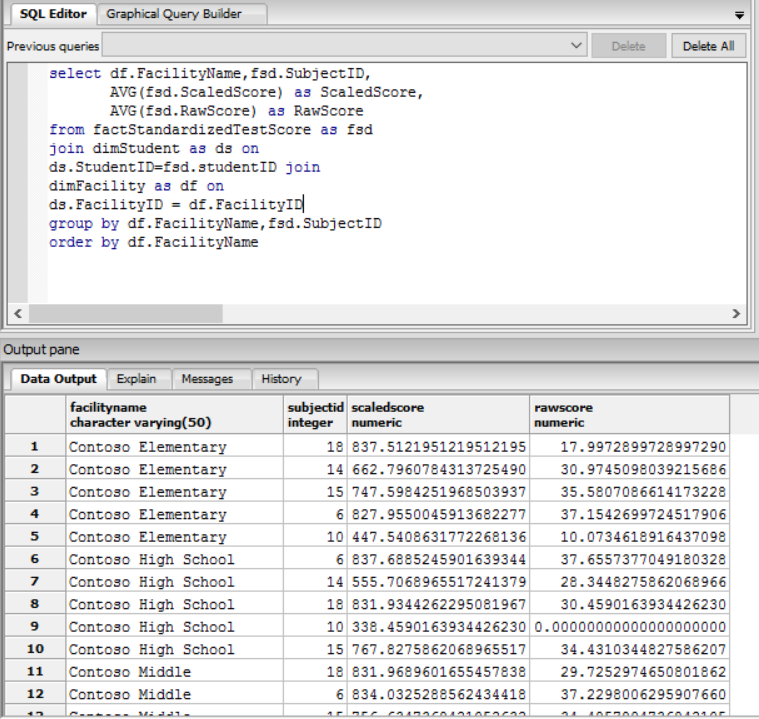 SQL Editor Graphical Query Builder
Previous queries Delete Delete All
select df.FacilityName,fsd.SubjectID,
AVG(fsd.ScaledScore) as ScaledScore,
AVG(fsd.RawScore) as RawScore
from factStandardizedTestScore as fsd
join dimStudent as ds on
ds.StudentID=fsd.studentID join
dimFacility as df on
ds.FacilityID = df.FacilityID
group by df.FacilityName,fsd.SubjectID
order by df.FacilityName
Output pane
Data Output Explain Messages History
facilityname subjectid scaledscore rawscore
character varying(50) integer numeric numeric
1 Contoso Elementary 18 837.5121951219512195 17.9972899728997290
2 Contoso Elementary 14 662.7960784313725490 30.9745098039215686
3 Contoso Elementary 15 747.5984251968503937 35.5807086614173228
4 Contoso Elementary 6 827.9550045913682277 37.1542699724517906
5 Contoso Elementary 10 447.5408631772268136 10.0734618916437098
6 Contoso High School 6 837.6885245901639344 37.6557377049180328
7 Contoso High School 14 555.7068965517241379 28.3448275862068966
8 Contoso High School 18 831.9344262295081967 30.4590163934426230
9 Contoso High School 10 338.4590163934426230 0.00000000000000000000
10 Contoso High School 15 767.8275862068965517 34.4310344827586207
11 Contoso Middle 18 831.9689601655457838 29.7252974650801862
12 Contoso Middle 6 834.0325288562434418 37.2298006295907660
13 Contoso Middle 15